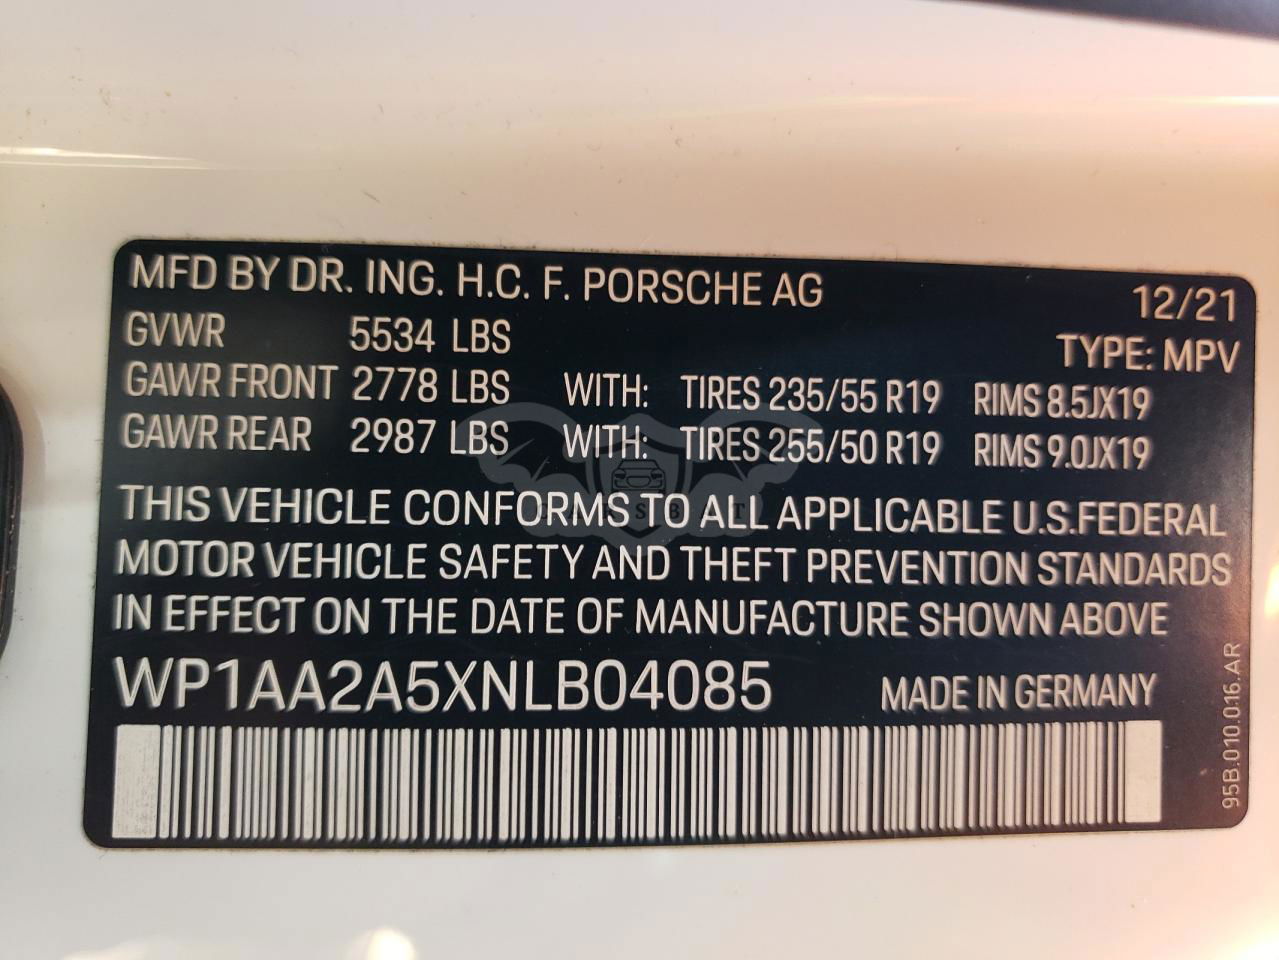 MFD BY DR. ING. H.C. F. PORSCHE AG 12/21
GVWR 5534 LBS TYPE: MPV
GAWR FRONT 2778 LBS WITH: TIRES 235/55 R19 RIMS 8.5JX19
GAWR REAR 2987 LBS WITH: TIRES 255/50 R19 RIMS 9.0JX19
THIS VEHICLE CONFORMS TO ALL APPLICABLE U.S.FEDERAL
MOTOR VEHICLE SAFETY AND THEFT PREVENTION STANDARDS
IN EFFECT ON THE DATE OF MANUFACTURE SHOWN ABOVE
WP1AA2A5XNLB04085 MADE IN GERMANY
95B.010.016.AR
CARSBAT